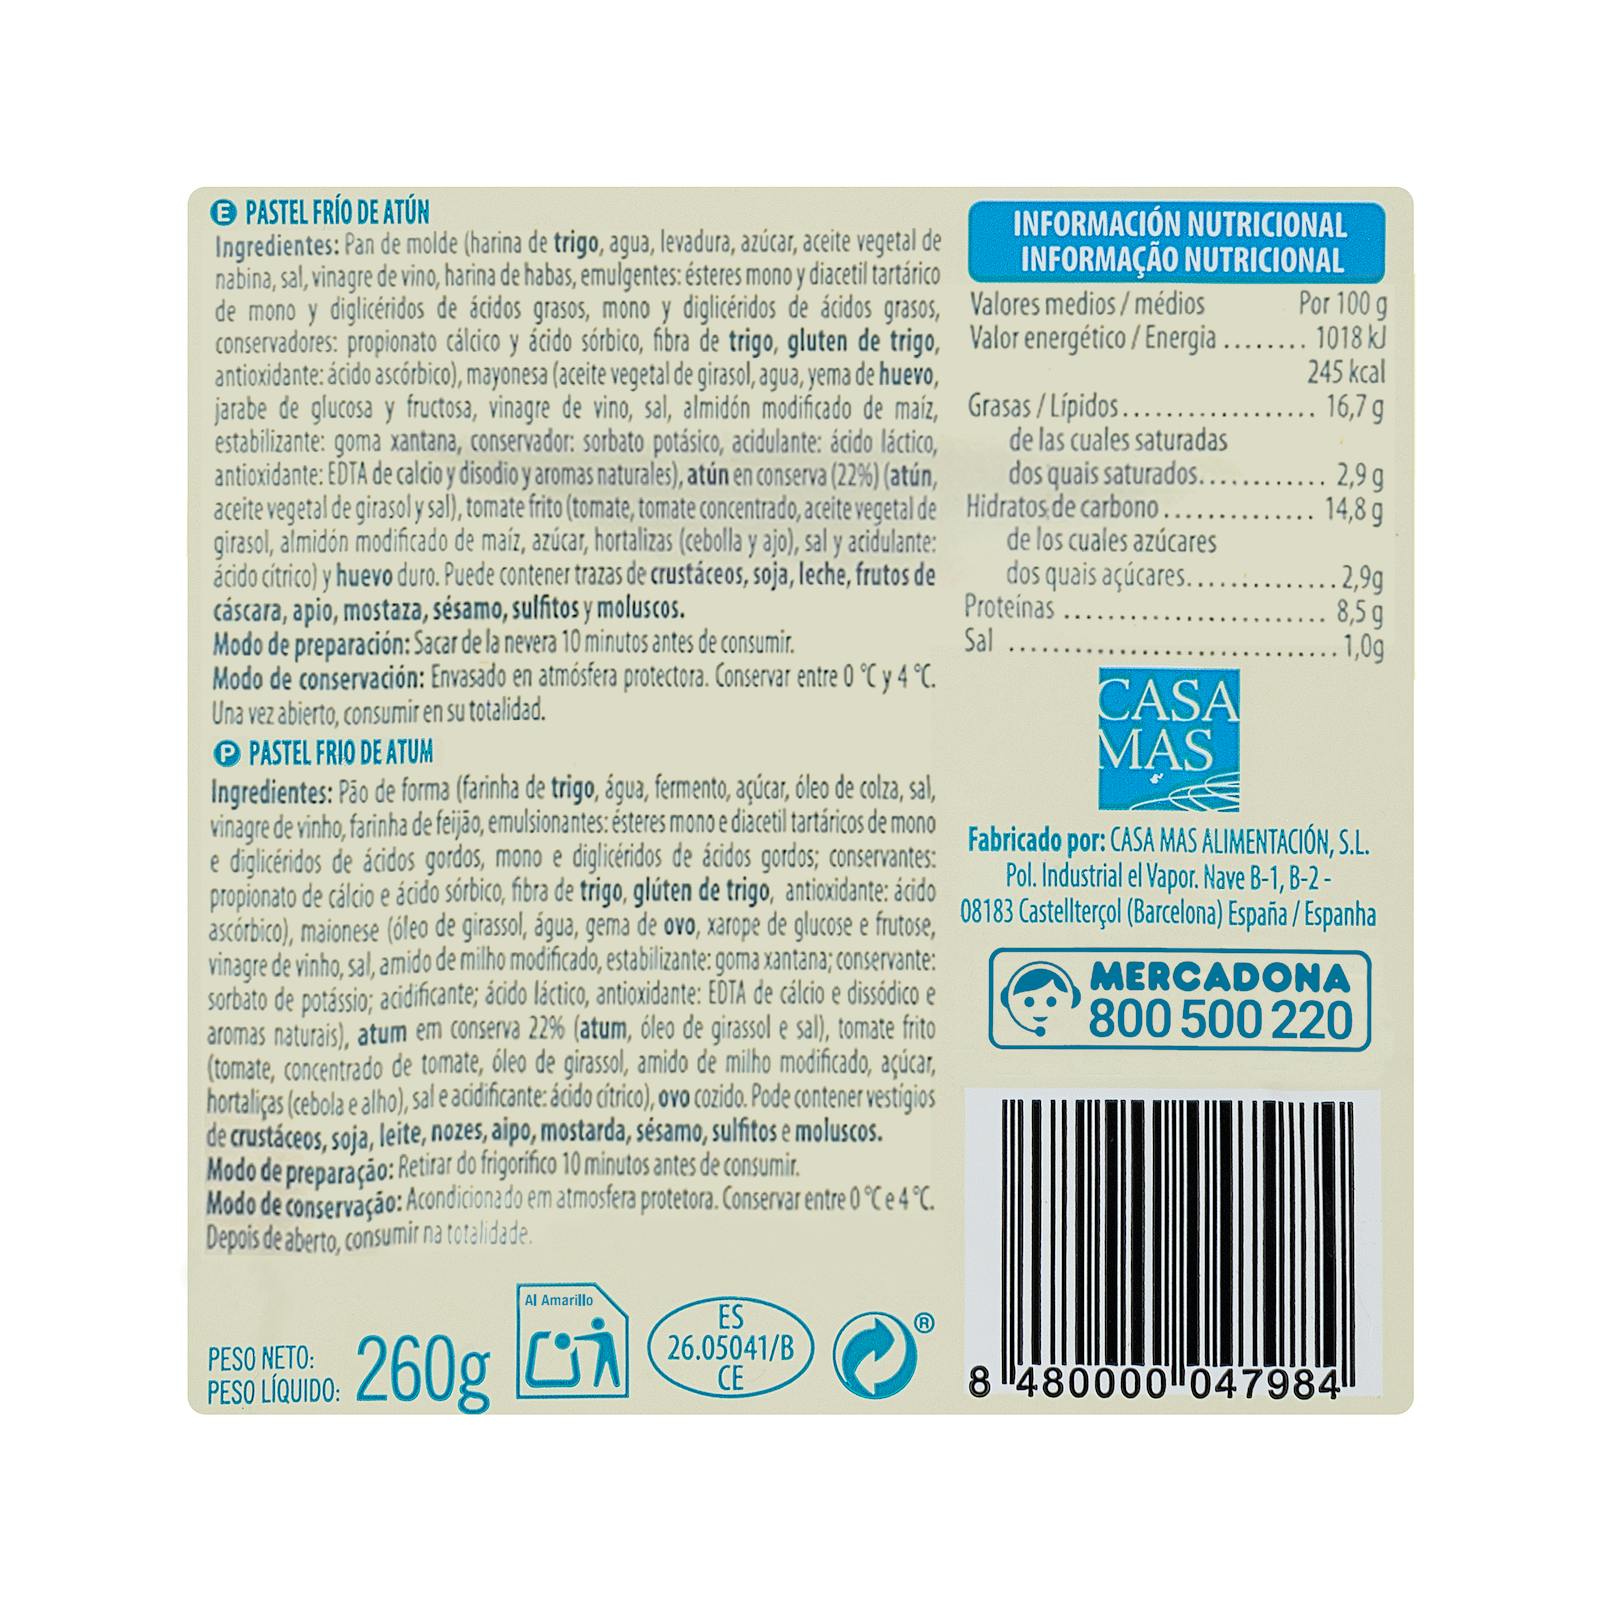 E PASTEL FRÍO DE ATÚN
Ingredientes: Pan de molde (harina de trigo, agua, levadura, azúcar, aceite vegetal de
nabina, sal, vinagre de vino, harina de habas, emulgentes: ésteres mono y diacetil tartárico
de mono y diglicéridos de ácidos grasos, mono y diglicéridos de ácidos grasos,
conservadores: propionato cálcico y ácido sórbico, fibra de trigo, gluten de trigo,
antioxidante: ácido ascórbico), mayonesa (aceite vegetal de girasol, agua, yema de huevo,
jarabe de glucosa y fructosa, vinagre de vino, sal, almidón modificado de maíz,
estabilizante: goma xantana, conservador: sorbato potásico, acidulante: ácido láctico,
antioxidante: EDTA de calcio y disodio y aromas naturales), atún en conserva (22%) (atún,
aceite vegetal de girasol y sal), tomate frito (tomate, tomate concentrado, aceite vegetal de
girasol, almidón modificado de maíz, azúcar, hortalizas (cebolla y ajo), sal y acidulante:
ácido cítrico) y huevo duro. Puede contener trazas de crustáceos, soja, leche, frutos de
cáscara, apio, mostaza, sésamo, sulfitos y moluscos.
Modo de preparación: Sacar de la nevera 10 minutos antes de consumir.
Modo de conservación: Envasado en atmósfera protectora. Conservar entre 0 °C y 4 °C.
Una vez abierto, consumir en su totalidad.
P PASTEL FRIO DE ATUM
Ingredientes: Pão de forma (farinha de trigo, água, fermento, açúcar, óleo de colza, sal,
vinagre de vinho, farinha de feijão, emulsionantes: ésteres mono e diacetil tartáricos de mono
e diglicéridos de ácidos gordos, mono e diglicéridos de ácidos gordos; conservantes:
propionato de cálcio e ácido sórbico, fibra de trigo, glúten de trigo, antioxidante: ácido
ascórbico), maionese (óleo de girassol, água, gema de ovo, xarope de glucose e frutose,
vinagre de vinho, sal, amido de milho modificado, estabilizante: goma xantana; conservante:
sorbato de potássio; acidificante; ácido láctico, antioxidante: EDTA de cálcio e dissódico e
aromas naturais), atum em conserva 22% (atum, óleo de girassol e sal), tomate frito
(tomate, concentrado de tomate, óleo de girassol, amido de milho modificado, açúcar,
hortaliças (cebola e alho), sal e acidificante: ácido cítrico), ovo cozido. Pode conter vestígios
de crustáceos, soja, leite, nozes, aipo, mostarda, sésamo, sulfitos e moluscos.
Modo de preparação: Retirar do frigorífico 10 minutos antes de consumir.
Modo de conservação: Acondicionado em atmosfera protetora. Conservar entre 0 °C e 4 °C.
Depois de aberto, consumir na totalidade.
PESO NETO:
PESO LÍQUIDO: 260g
Al Amarillo
ES
26.05041/B
CE
®
INFORMACIÓN NUTRICIONAL
INFORMAÇÃO NUTRICIONAL
Valores medios / médios Por 100 g
Valor energético / Energia ........ 1018 kJ
245 kcal
Grasas / Lípidos................. 16,7 g
de las cuales saturadas
dos quais saturados............ 2,9 g
Hidratos de carbono............. 14,8 g
de los cuales azúcares
dos quais açúcares.............. 2,9g
Proteínas ....................... 8,5 g
Sal ............................. 1,0g
CASA
MAS
Fabricado por: CASA MAS ALIMENTACIÓN, S.L.
Pol. Industrial el Vapor. Nave B-1, B-2 -
08183 Castellterçol (Barcelona) España / Espanha
MERCADONA
800 500 220
8 480000 047984